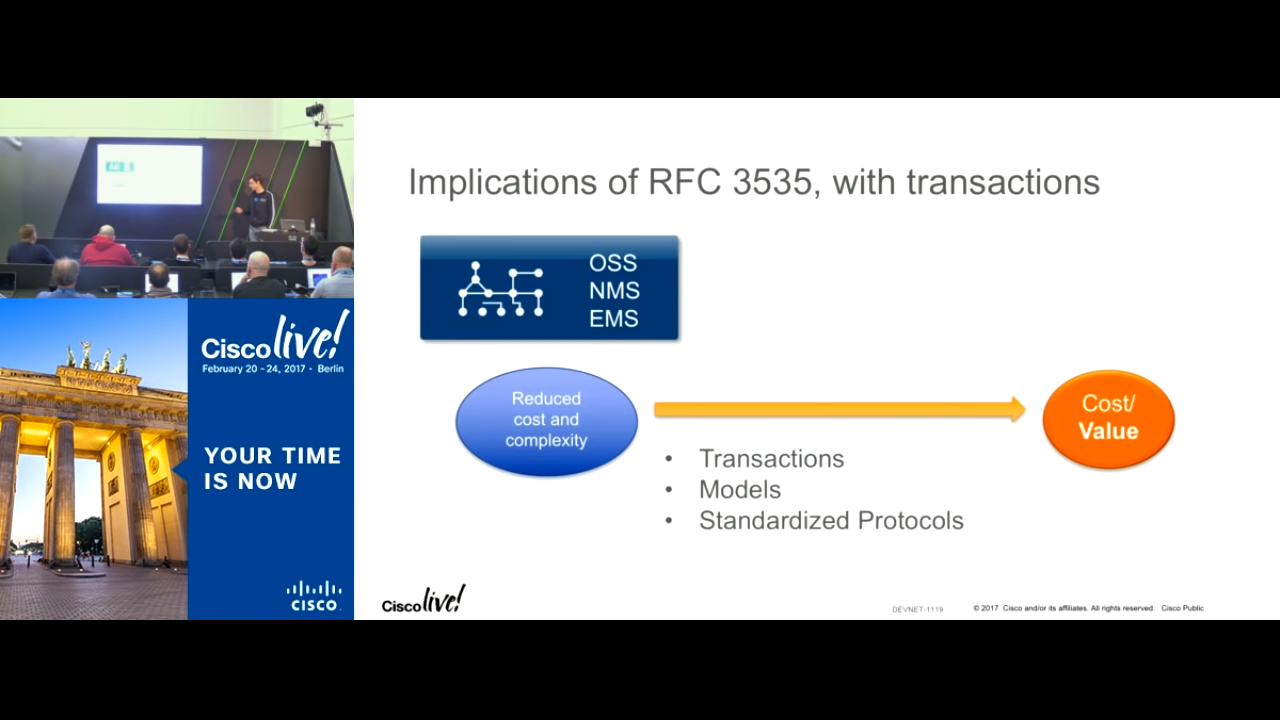 Implications of RFC 3535, with transactions
OSS
NMS
EMS
Reduced
cost and
complexity
Cost/
Value
• Transactions
• Models
• Standardized Protocols
Cisco live!
DEVNET-1119
© 2017 Cisco and/or its affiliates. All rights reserved. Cisco Public
Cisco live!
February 20 - 24, 2017 • Berlin
YOUR TIME
IS NOW
CISCO.